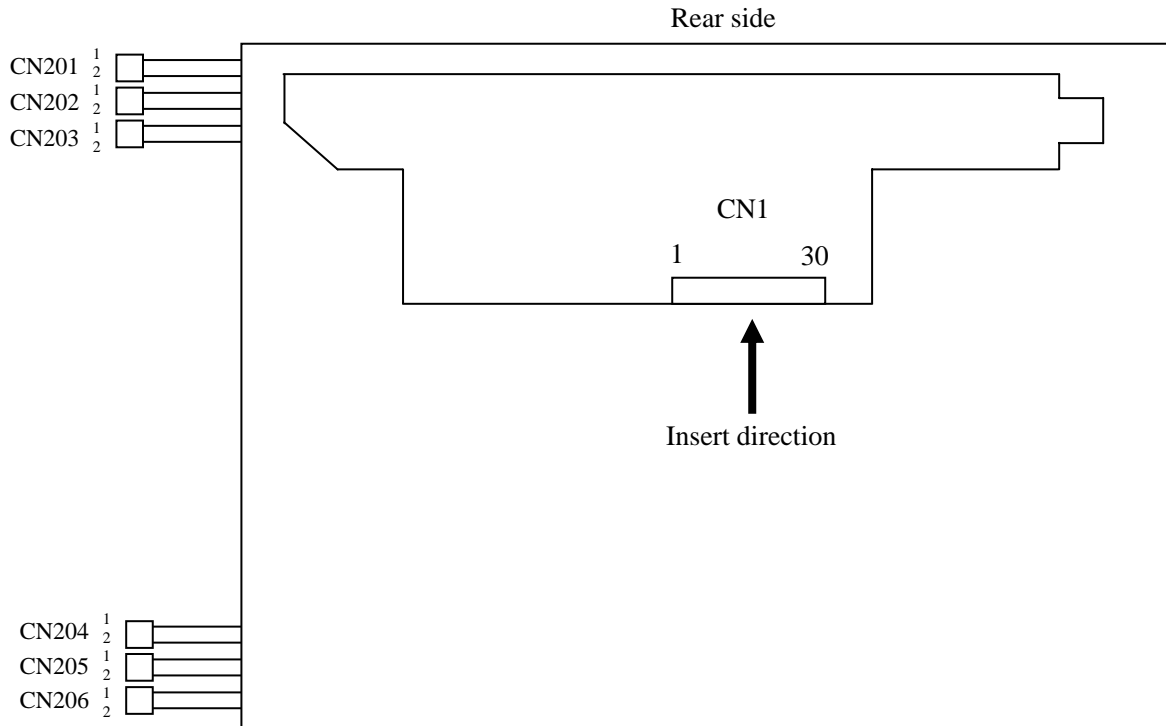 Rear side
CN201 1
2
CN202 1
2
CN203 1
2
CN1
1 30
Insert direction
CN204 1
2
CN205 1
2
CN206 1
2